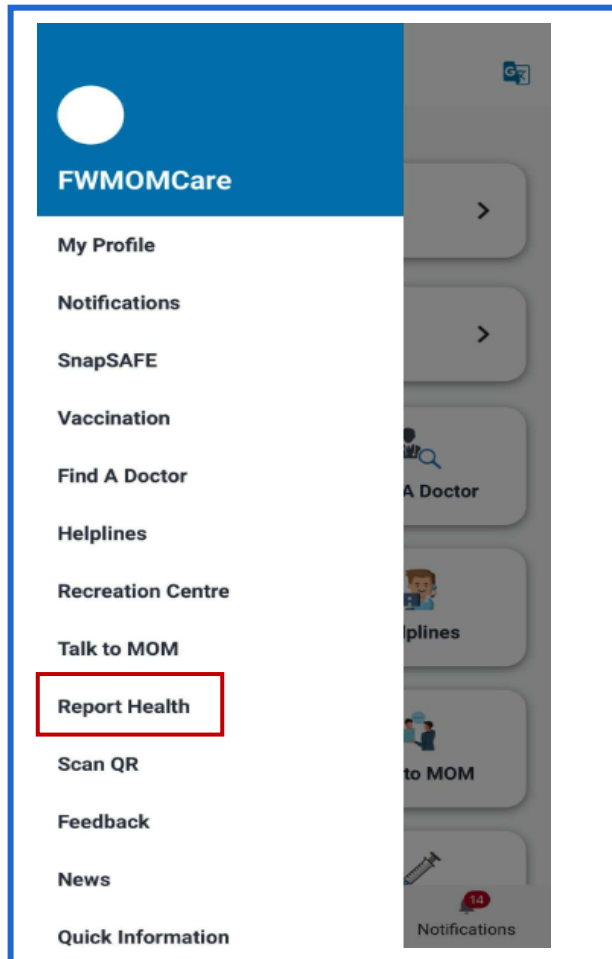 FWMOMCare
My Profile
Notifications
SnapSAFE
Vaccination
Find A Doctor
A Doctor
Helplines
Recreation Centre
lplines
Talk to MOM
Report Health
Scan QR
to MOM
Feedback
News
14
Notifications
Quick Information